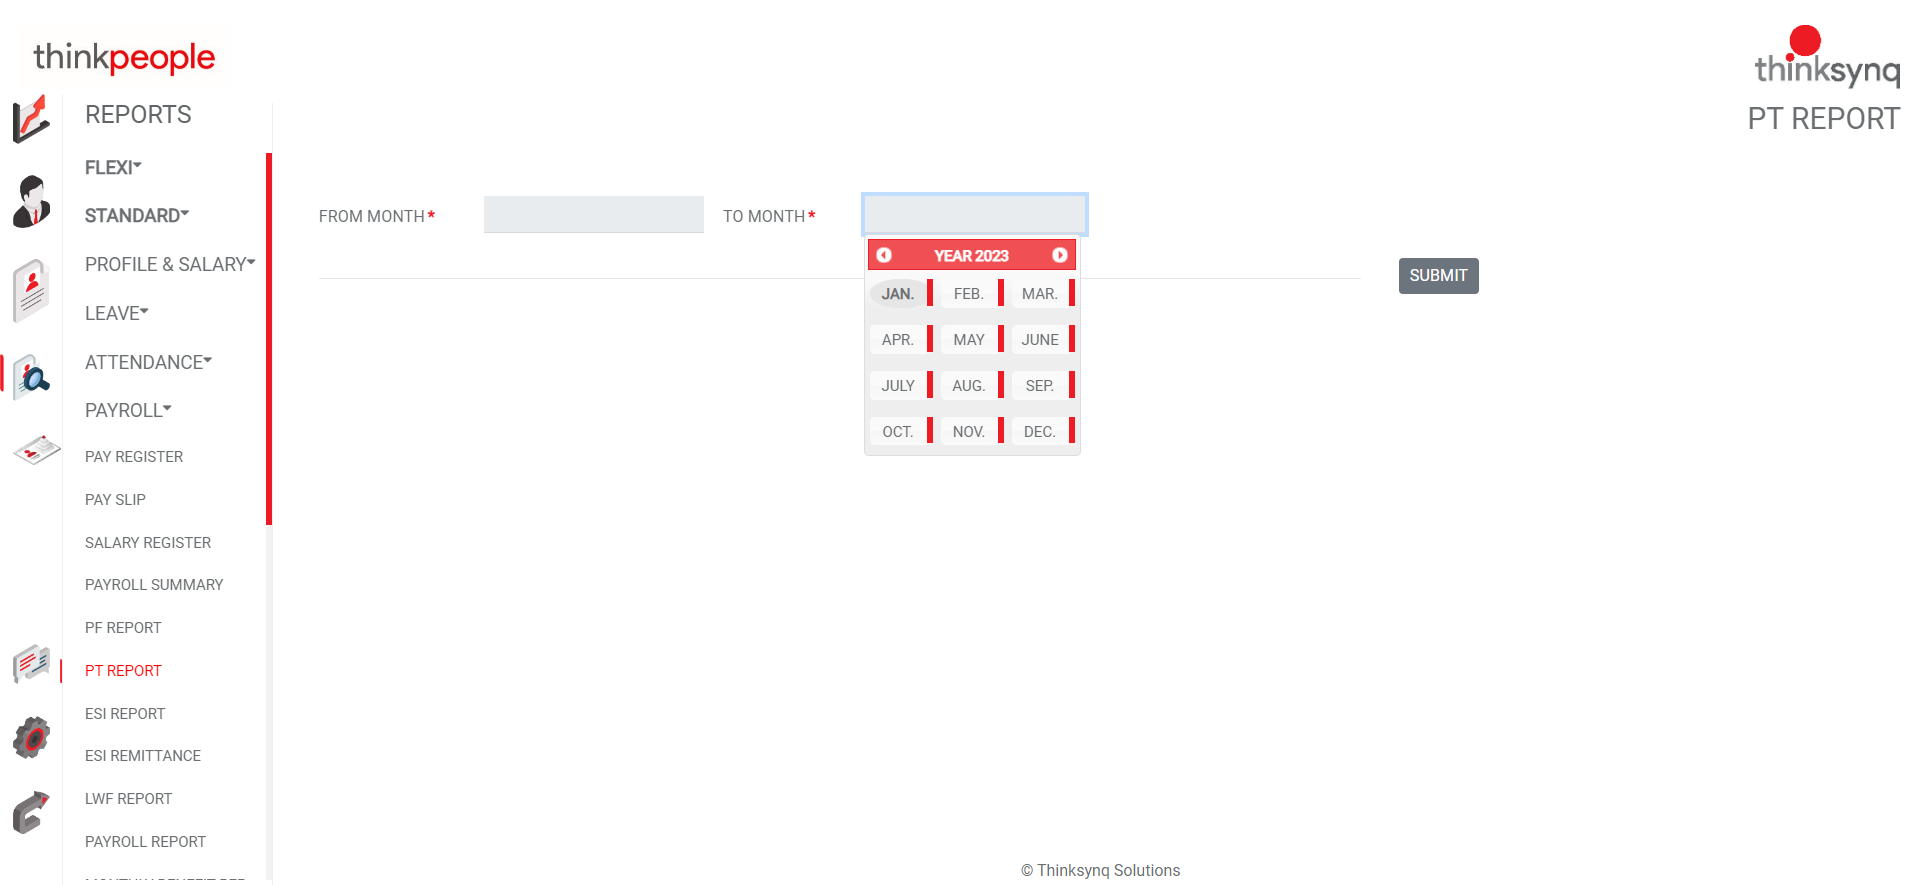 thinkpeople
thinksynq
PT REPORT
REPORTS
FLEXI
STANDARD
PROFILE & SALARY
LEAVE
ATTENDANCE
PAYROLL
PAY REGISTER
PAY SLIP
SALARY REGISTER
PAYROLL SUMMARY
PF REPORT
PT REPORT
ESI REPORT
ESI REMITTANCE
LWF REPORT
PAYROLL REPORT
FROM MONTH* TO MONTH*
YEAR 2023
JAN. FEB. MAR.
APR. MAY JUNE
JULY AUG. SEP.
OCT. NOV. DEC.
SUBMIT
© Thinksynq Solutions